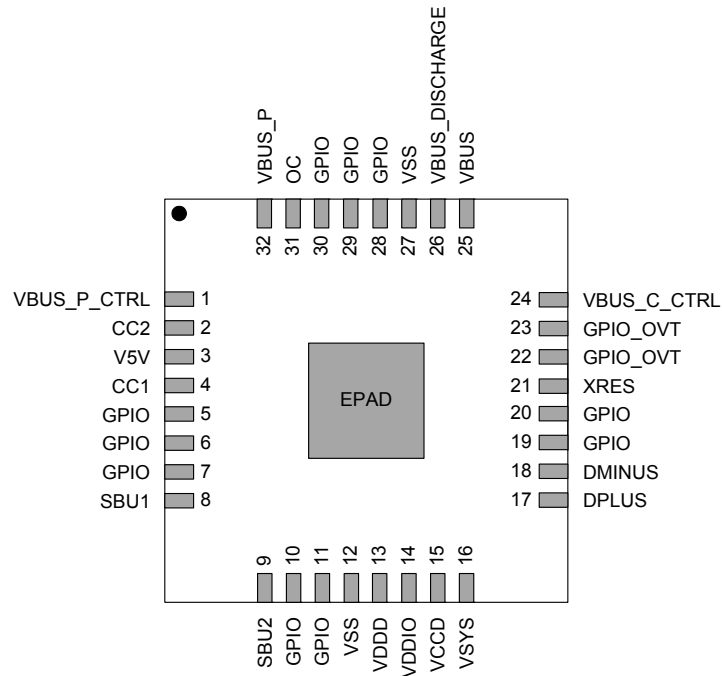 VBUS_P
OC
GPIO
GPIO
GPIO
VSS
VBUS_DISCHARGE
VBUS
32
31
30
29
28
27
26
25
VBUS_P_CTRL 1
CC2 2
V5V 3
CC1 4
GPIO 5
GPIO 6
GPIO 7
SBU1 8
EPAD
24 VBUS_C_CTRL
23 GPIO_OVT
22 GPIO_OVT
21 XRES
20 GPIO
19 GPIO
18 DMINUS
17 DPLUS
9
10
11
12
13
14
15
16
SBU2
GPIO
GPIO
VSS
VDDD
VDDIO
VCCD
VSYS